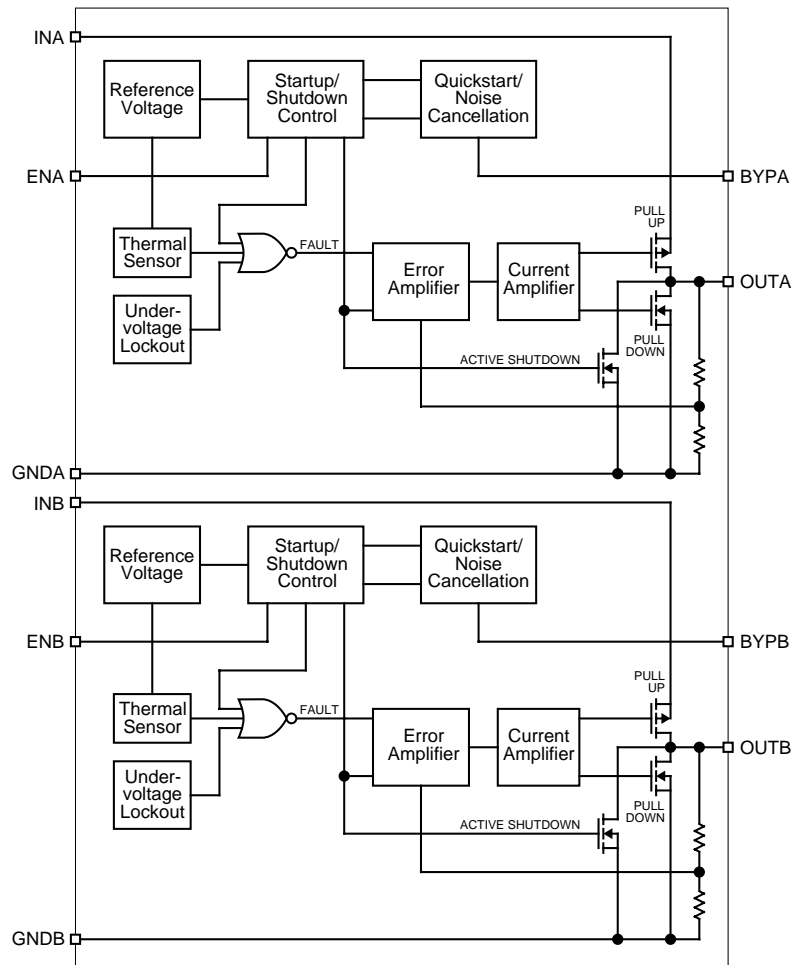 INA
Reference
Voltage
Startup/
Shutdown
Control
Quickstart/
Noise
Cancellation
ENA
BYPA
PULL
UP
Thermal
Sensor
FAULT
Error
Amplifier
Current
Amplifier
OUTA
Under-
voltage
Lockout
PULL
DOWN
ACTIVE SHUTDOWN
GNDA
INB
Reference
Voltage
Startup/
Shutdown
Control
Quickstart/
Noise
Cancellation
ENB
BYPB
PULL
UP
Thermal
Sensor
FAULT
Error
Amplifier
Current
Amplifier
OUTB
Under-
voltage
Lockout
PULL
DOWN
ACTIVE SHUTDOWN
GNDB